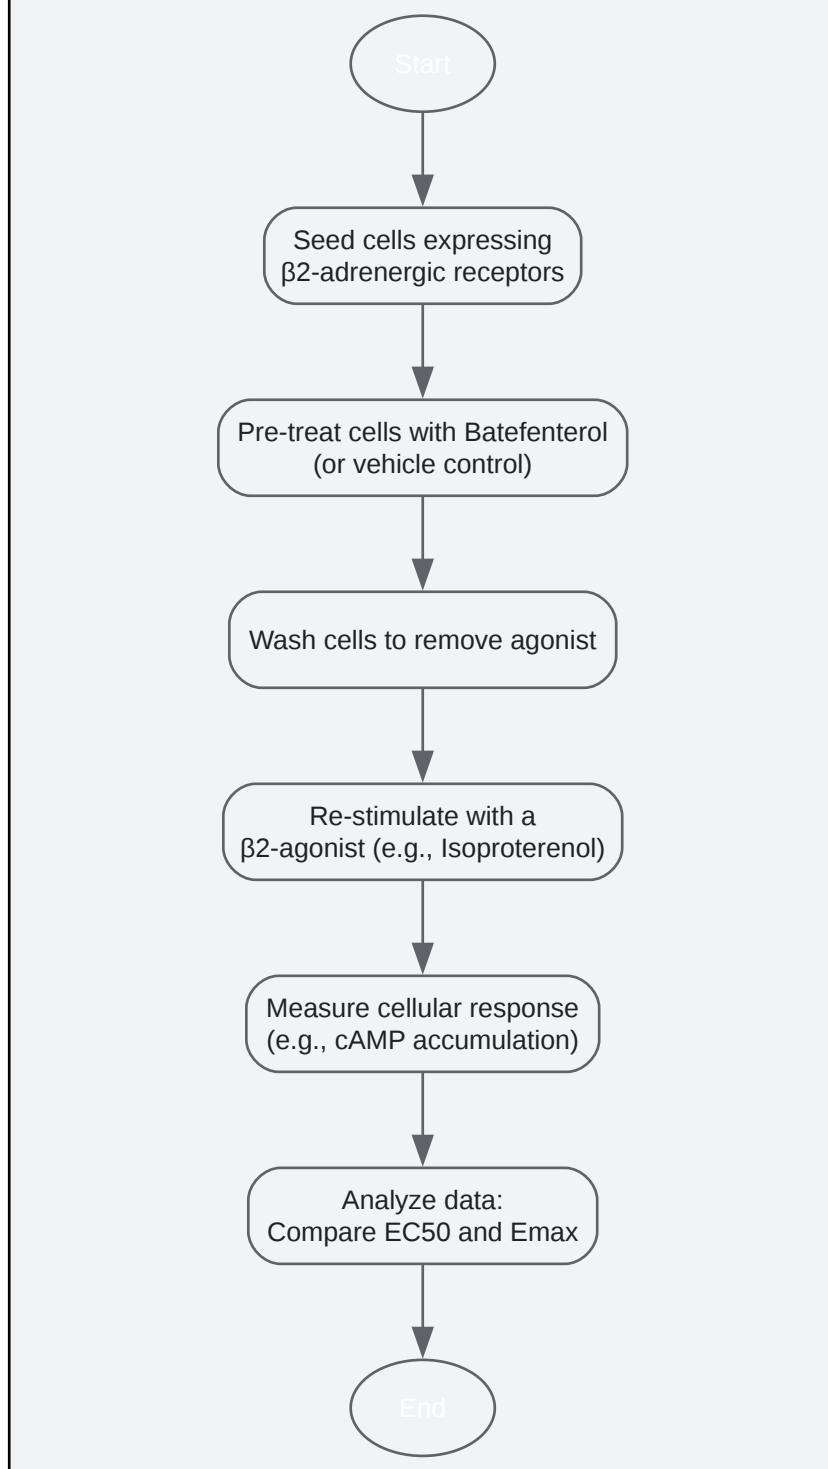 Start
Seed cells expressing
β2-adrenergic receptors
Pre-treat cells with Batefenterol
(or vehicle control)
Wash cells to remove agonist
Re-stimulate with a
β2-agonist (e.g., Isoproterenol)
Measure cellular response
(e.g., cAMP accumulation)
Analyze data:
Compare EC50 and Emax
End